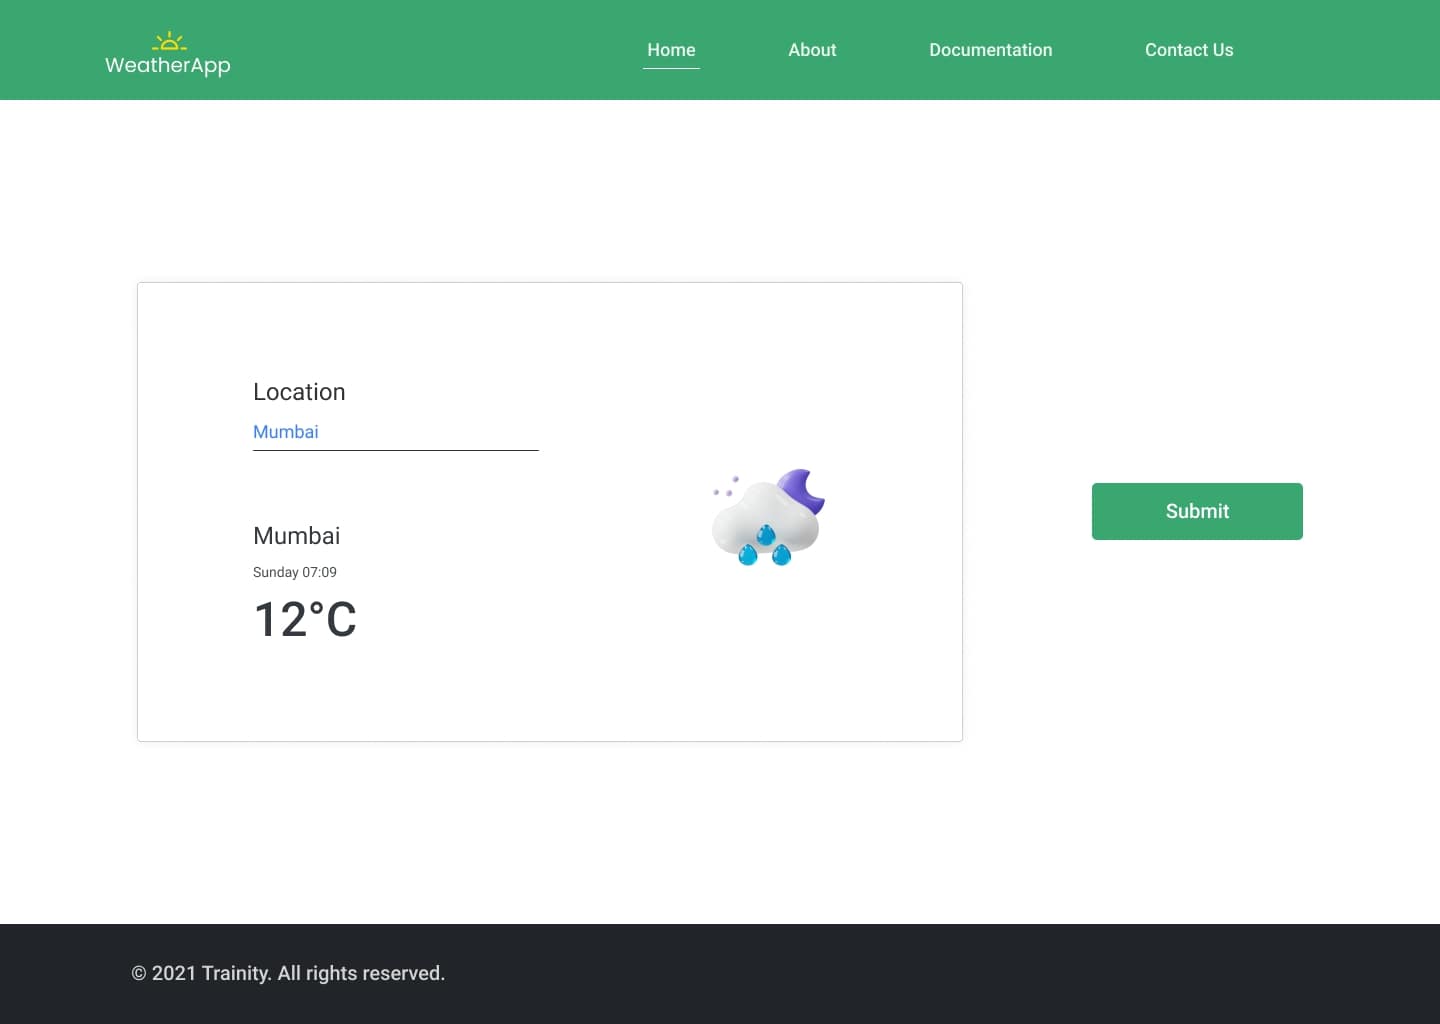 WeatherApp
Home About Documentation Contact Us
Location
Mumbai
Mumbai
Sunday 07:09
12°C
Submit
© 2021 Trainity. All rights reserved.